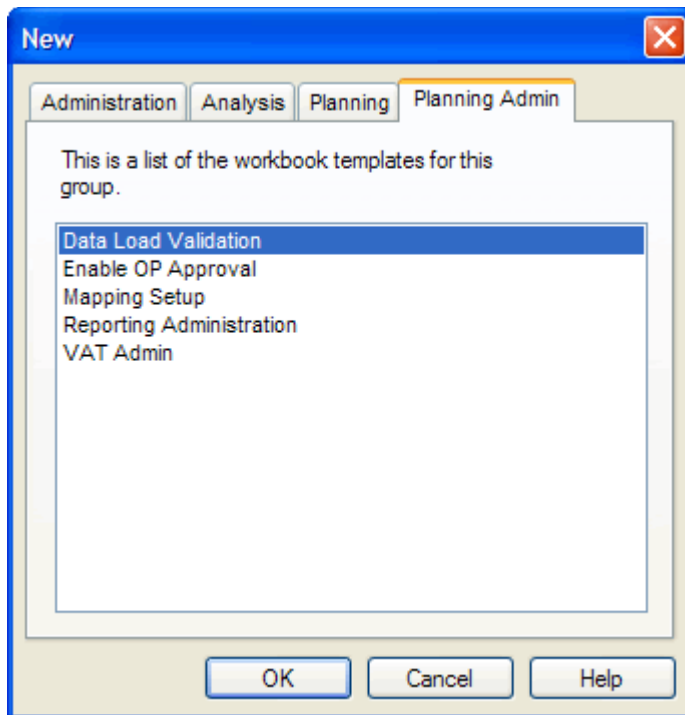 New
Administration
Analysis
Planning
Planning Admin
This is a list of the workbook templates for this
group.
Data Load Validation
Enable OP Approval
Mapping Setup
Reporting Administration
VAT Admin
OK
Cancel
Help